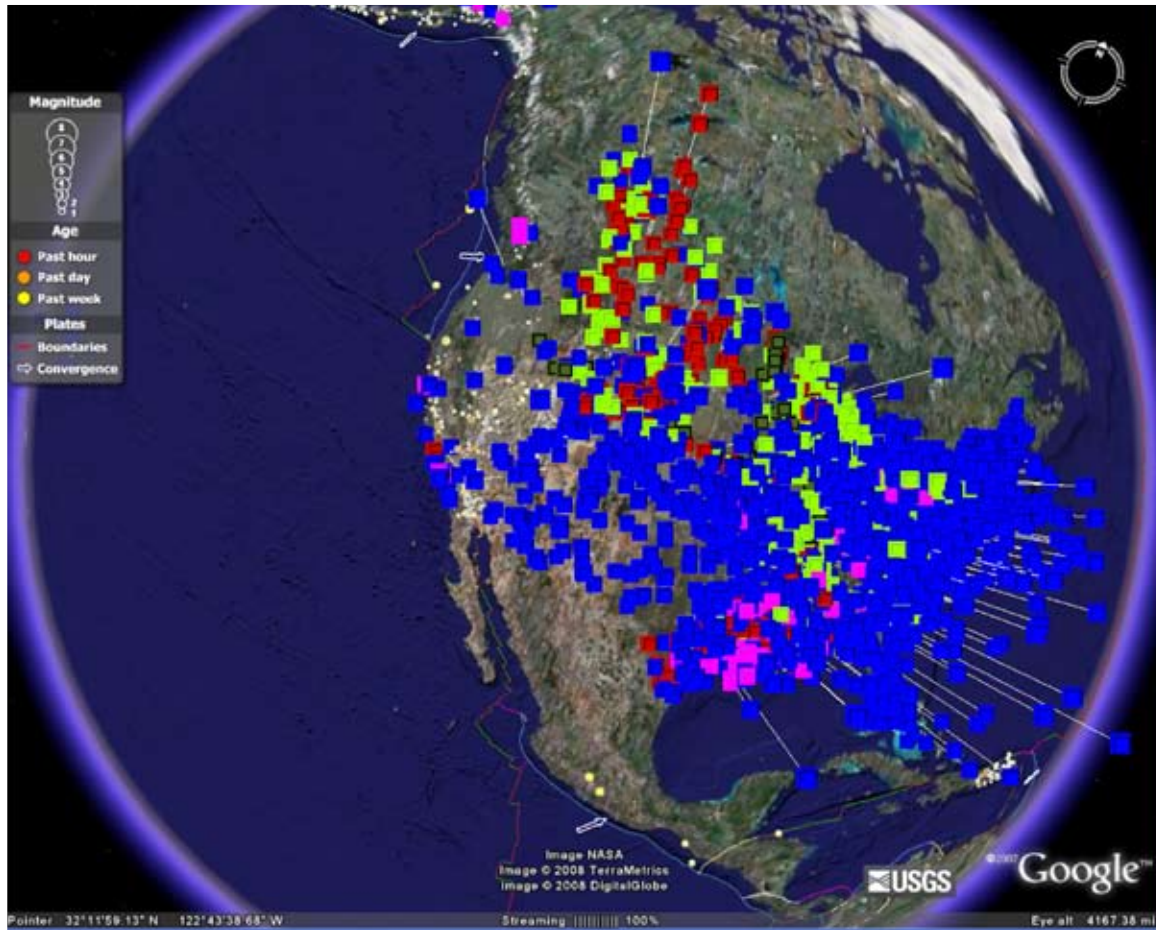 Magnitude
8
7
6
5
4
3
2
1
Age
Past hour
Past day
Past week
Plates
Boundaries
Convergence
N
Image NASA
Image © 2008 TerraMetrics
Image © 2008 DigitalGlobe
USGS
©2007 Google™
Pointer 32°11'59.13" N 122°43'38.68" W Streaming 100% Eye alt 4167.38 mi